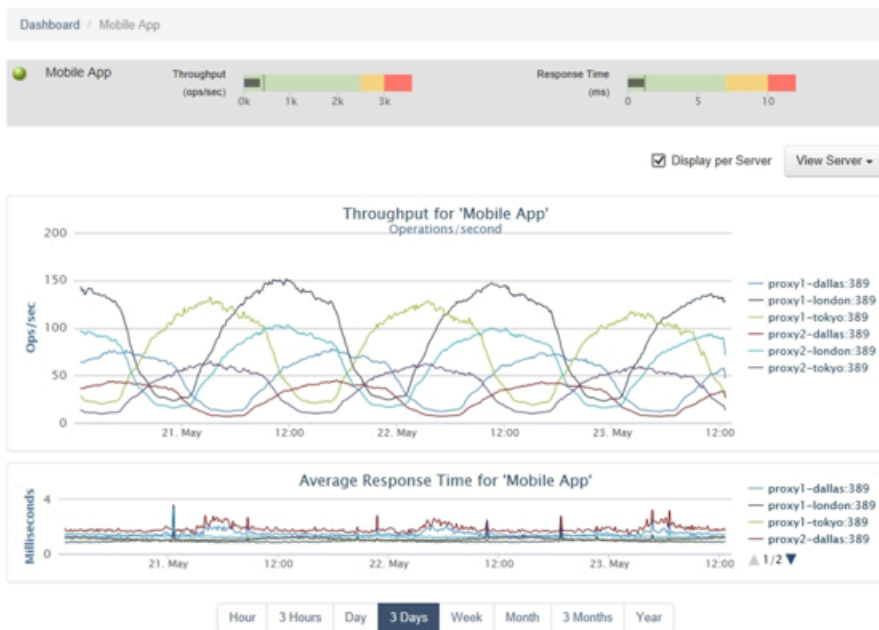 Dashboard / Mobile App
Mobile App
Throughput
(ops/sec)
0k 1k 2k 3k
Response Time
(ms)
0 5 10
Display per Server
View Server
Throughput for 'Mobile App'
Operations/second
Ops/sec
200
150
100
50
0
21. May 12:00 22. May 12:00 23. May 12:00
proxy1-dallas:389
proxy1-london:389
proxy1-tokyo:389
proxy2-dallas:389
proxy2-london:389
proxy2-tokyo:389
Average Response Time for 'Mobile App'
Milliseconds
4
0
21. May 12:00 22. May 12:00 23. May 12:00
proxy1-dallas:389
proxy1-london:389
proxy1-tokyo:389
proxy2-dallas:389
1/2
Hour 3 Hours Day 3 Days Week Month 3 Months Year